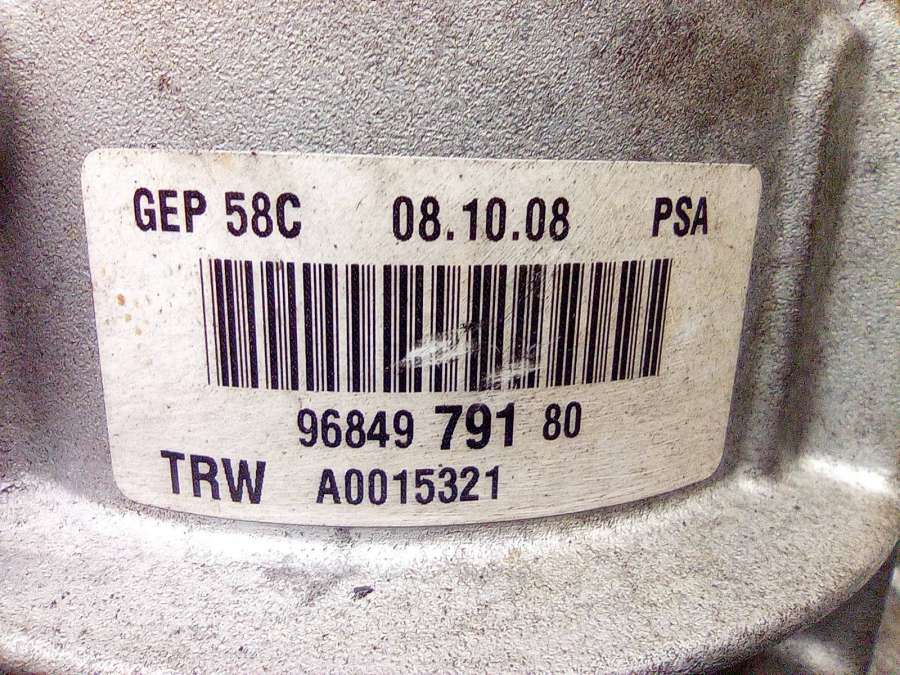 GEP 58C 08.10.08 PSA
96849 791 80
TRW A0015321